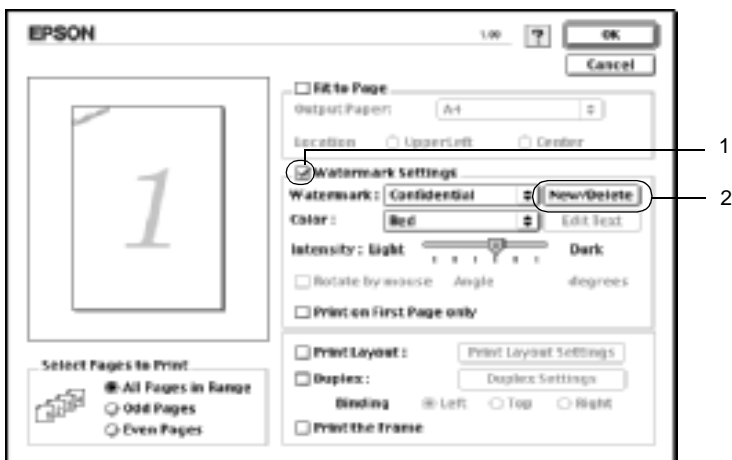 EPSON 1.00 ? OK
Cancel
1
Fit to Page
Output Paper: A4
Location Upper Left Center
1
Watermark Settings
Watermark: Confidential New/Delete
2
Color: Red Edit Text
Intensity: Light Dark
Rotate by mouse Angle degrees
Print on First Page only
Print Layout: Print Layout Settings
Duplex: Duplex Settings
Binding Left Top Right
Print the Frame
Select Pages to Print
All Pages in Range
Odd Pages
Even Pages